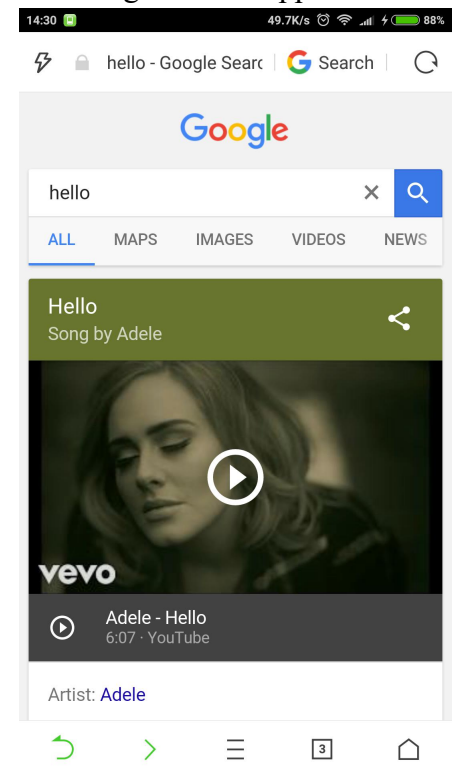 14:30 49.7K/s 88%
hello - Google Searc Search
Google
hello
ALL MAPS IMAGES VIDEOS NEWS
Hello
Song by Adele
vevo
Adele - Hello
6:07 · YouTube
Artist: Adele
3